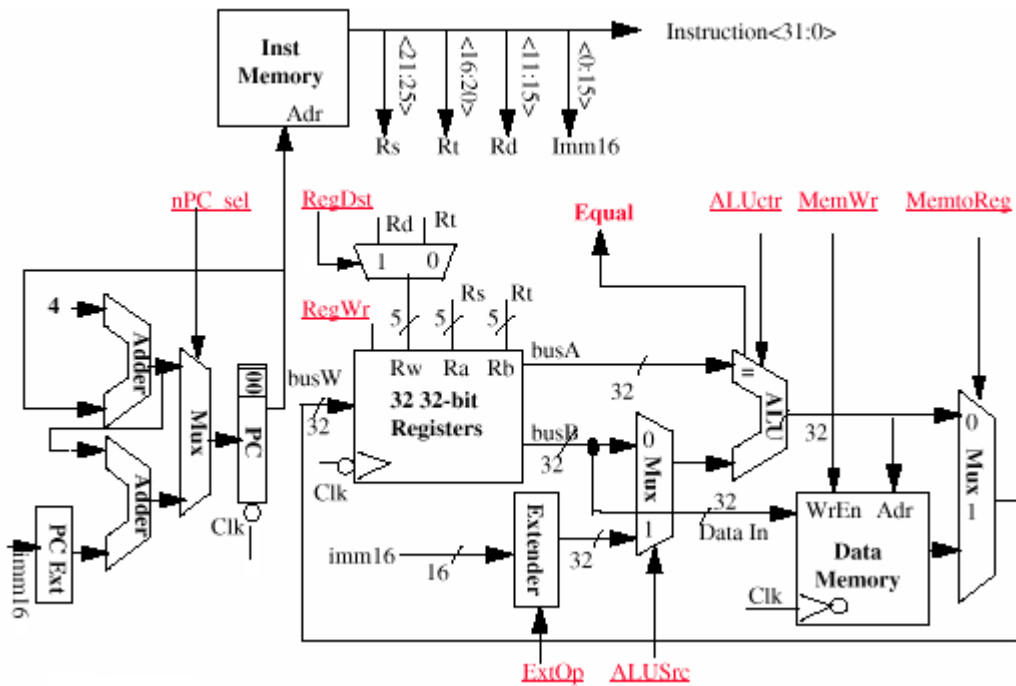 Inst
Memory
Adr
Instruction<31:0>
<21:25>
<16:20>
<11:15>
<0:15>
Rs
Rt
Rd
Imm16
nPC_sel
RegDst
Equal
ALUctr
MemWr
MemtoReg
Rd
Rt
1
0
4
Adder
RegWr
5
5
Rs
5
Rt
busW
Rw
Ra
Rb
busA
=
32
32 32-bit
Registers
32
Mux
00
PC
busB
32
0
Mux
1
ALU
32
0
Mux
1
Clk
Adder
Clk
32
Data In
WrEn
Adr
Data
Memory
imm16
PC Ext
imm16
16
Extender
32
Clk
ExtOp
ALUSrc